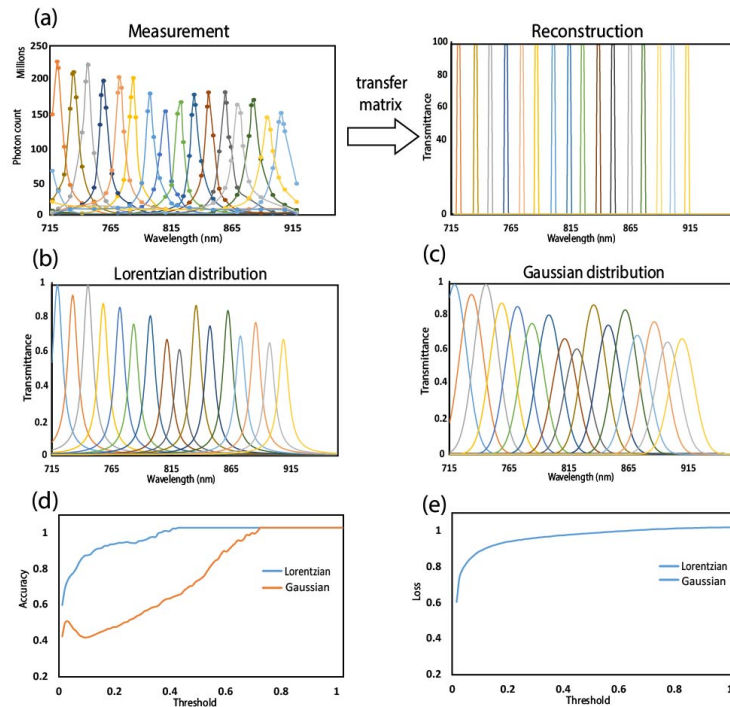 (a)
Measurement
Millions
Photon count
250
200
150
100
50
0
715
765
815
865
915
Wavelength (nm)
transfer
matrix
Reconstruction
Transmittance
100
80
60
40
0
715
765
815
865
915
Wavelength (nm)
(b)
Lorentzian distribution
Transmittance
1
0.8
0.6
0.4
0.2
0
715
765
815
865
915
(c)
Gaussian distribution
Transmittance
1
0.8
0.6
0.4
0.2
0
715
765
815
865
915
(d)
Accuracy
1
0.8
0.6
0.4
0.2
Lorentzian
Gaussian
0
0.2
0.4
0.6
0.8
1
Threshold
(e)
Loss
1
0.8
0.6
0.4
0.2
Lorentzian
Gaussian
0
0.2
0.4
0.6
0.8
1
Threshold